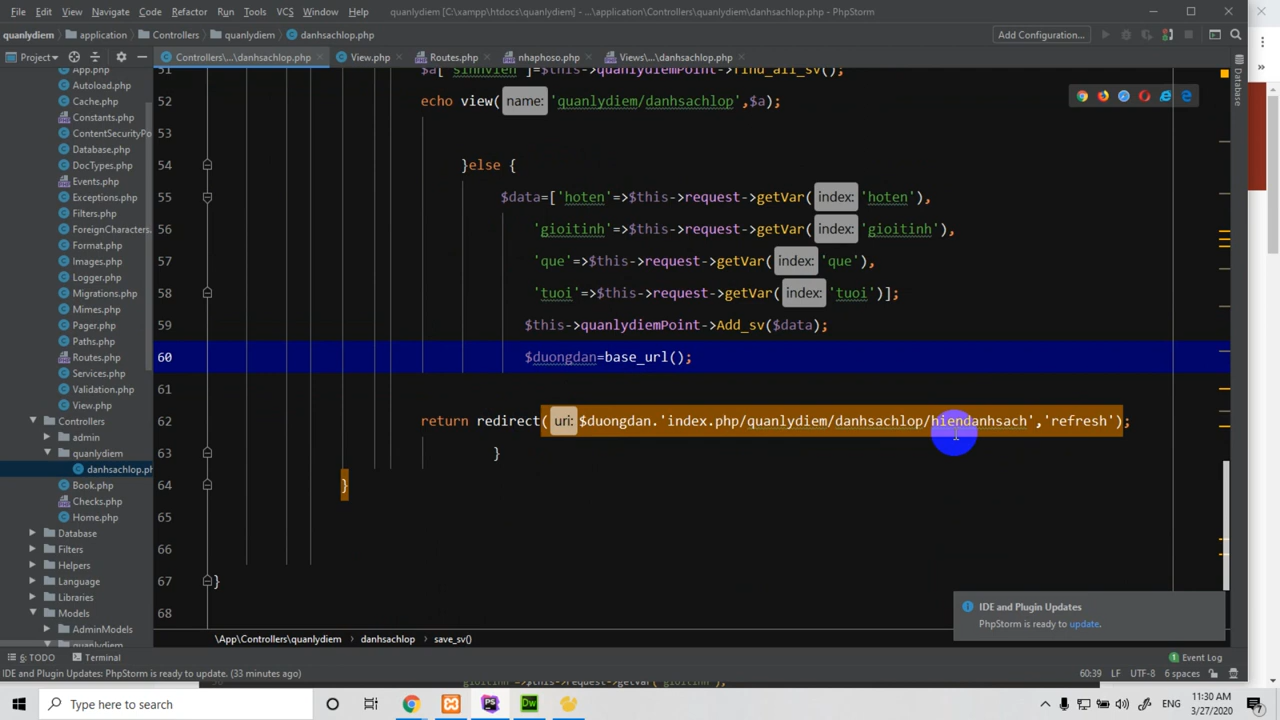 File Edit View Navigate Code Refactor Run Tools VCS Window Help quanlydiem [C:\xampp\htdocs\quanlydiem] - ...\application\Controllers\quanlydiem\danhsachlop.php - PhpStorm
quanlydiem application Controllers quanlydiem danhsachlop.php Add Configuration...
Project Controllers\...\danhsachlop.php View.php Routes.php nhaphoso.php Views\...\danhsachlop.php
App.php
Autoload.php
Cache.php
Constants.php
ContentSecurityPo
Database.php
DocTypes.php
Events.php
Exceptions.php
Filters.php
ForeignCharacters.
Format.php
Images.php
Logger.php
Migrations.php
Mimes.php
Pager.php
Paths.php
Routes.php
Services.php
Validation.php
View.php
Controllers
admin
quanlydiem
danhsachlop.ph
Book.php
Checks.php
Home.php
Database
Filters
Helpers
Language
Libraries
Models
AdminModels
quanlydiem
51 $a['sinhvien']=$this->quanlydiemPoint->find_all_sv();
52 echo view( name: 'quanlydiem/danhsachlop',$a);
53
54 }else {
55 $data=['hoten'=>$this->request->getVar( index: 'hoten'),
56 'gioitinh'=>$this->request->getVar( index: 'gioitinh'),
57 'que'=>$this->request->getVar( index: 'que'),
58 'tuoi'=>$this->request->getVar( index: 'tuoi')];
59 $this->quanlydiemPoint->Add_sv($data);
60 $duongdan=base_url();
61
62 return redirect( uri: $duongdan.'index.php/quanlydiem/danhsachlop/hiendanhsach','refresh');
63 }
64 }
65
66
67 }
68
Database
IDE and Plugin Updates
PhpStorm is ready to update.
\App\Controllers\quanlydiem danhsachlop save_sv()
6: TODO Terminal Event Log
IDE and Plugin Updates: PhpStorm is ready to update. (33 minutes ago) 60:39 LF UTF-8 6 spaces
Type here to search ENG 11:30 AM
3/27/2020